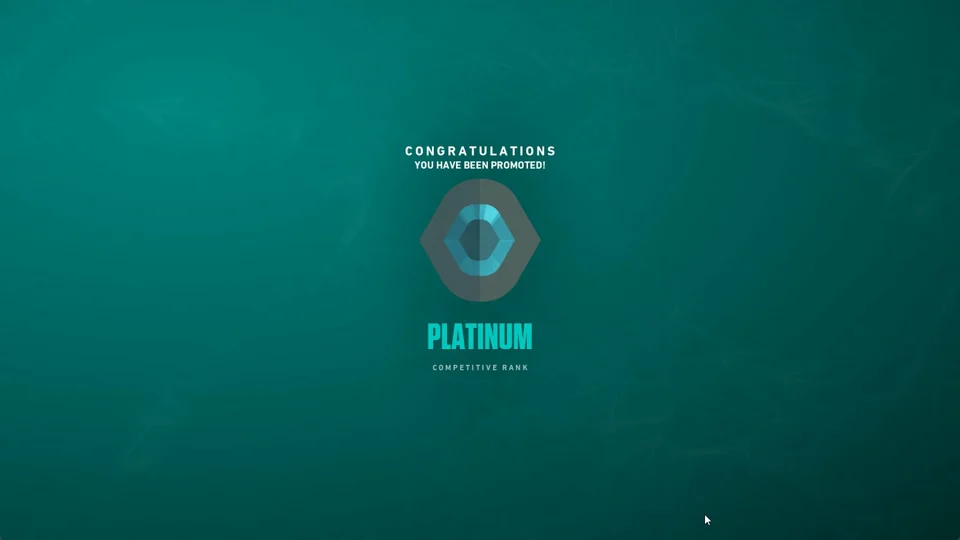 CONGRATULATIONS
YOU HAVE BEEN PROMOTED!
PLATINUM
COMPETITIVE RANK